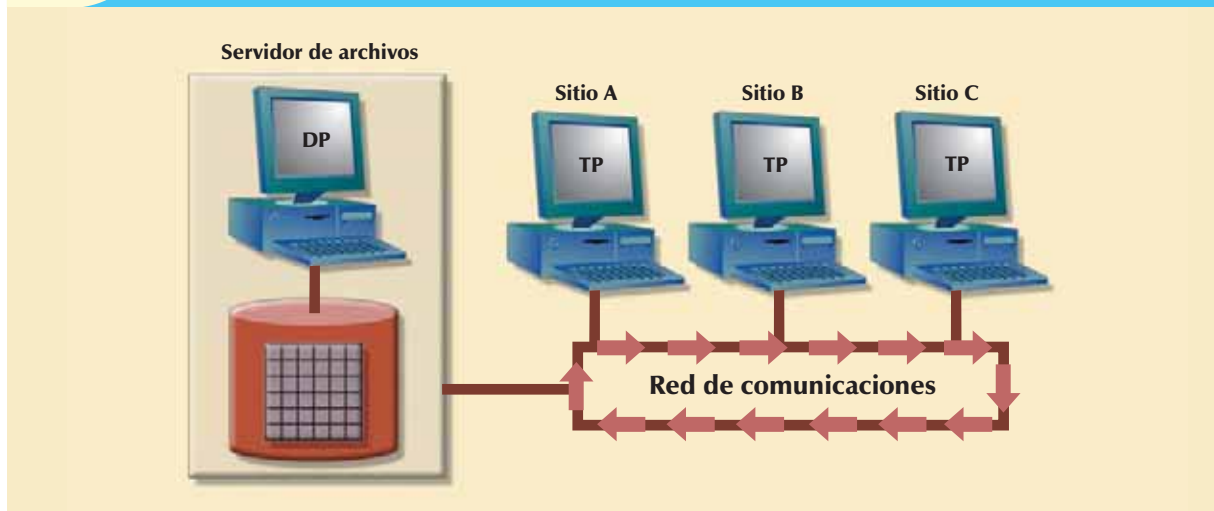 Servidor de archivos
Sitio A
Sitio B
Sitio C
DP
TP
TP
TP
Red de comunicaciones